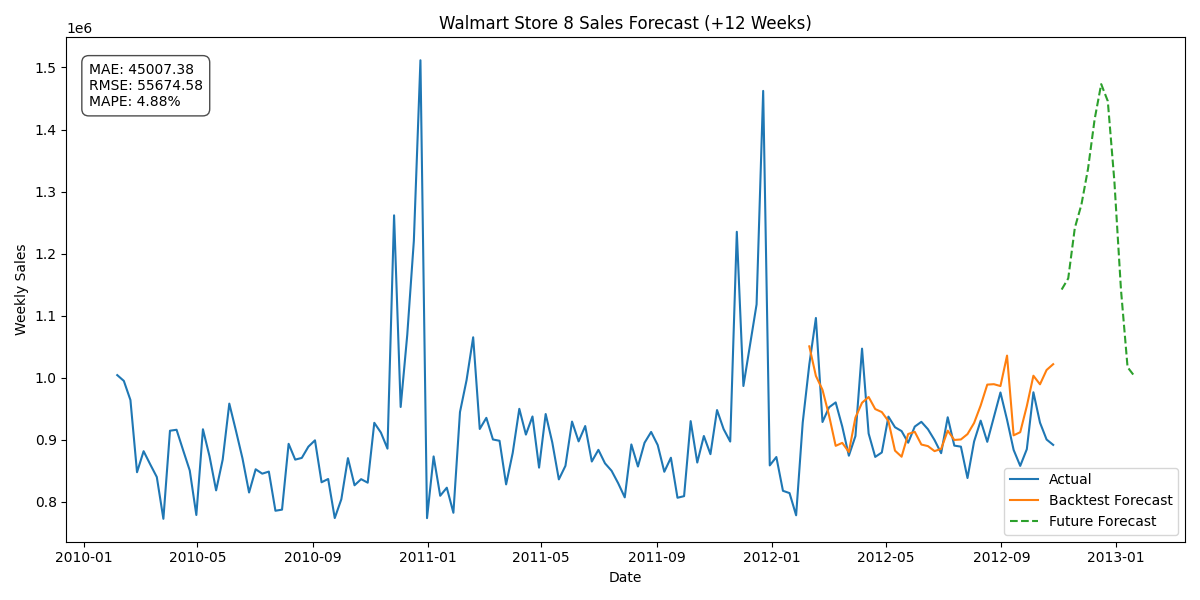 Walmart Store 8 Sales Forecast (+12 Weeks)
1e6
MAE: 45007.38
RMSE: 55674.58
MAPE: 4.88%
Weekly Sales
1.5
1.4
1.3
1.2
1.1
1.0
0.9
0.8
Actual
Backtest Forecast
Future Forecast
2010-01 2010-05 2010-09 2011-01 2011-05 2011-09 2012-01 2012-05 2012-09 2013-01
Date